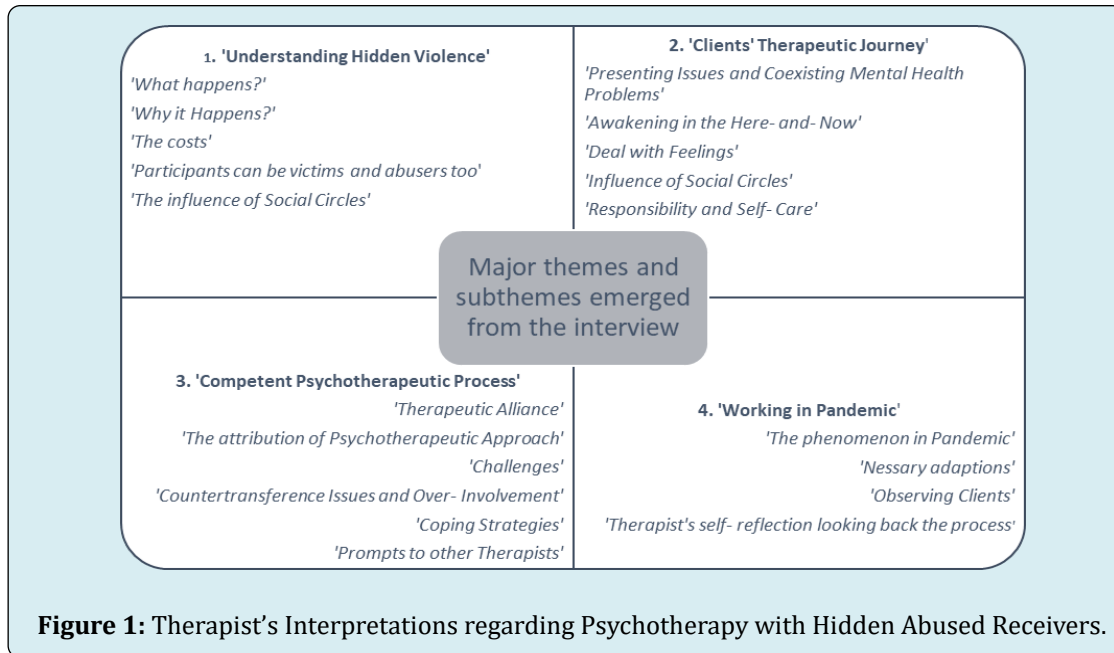 1. 'Understanding Hidden Violence'
'What happens?'
'Why it Happens?'
'The costs'
'Participants can be victims and abusers too'
'The influence of Social Circles'
2. 'Clients' Therapeutic Journey'
'Presenting Issues and Coexisting Mental Health
Problems'
'Awakening in the Here- and- Now'
'Deal with Feelings'
'Influence of Social Circles'
'Responsibility and Self- Care'
Major themes and
subthemes emerged
from the interview
3. 'Competent Psychotherapeutic Process'
'Therapeutic Alliance'
'The attribution of Psychotherapeutic Approach'
'Challenges'
'Countertransference Issues and Over- Involvement'
'Coping Strategies'
'Prompts to other Therapists'
4. 'Working in Pandemic'
'The phenomenon in Pandemic'
'Nessary adaptions'
'Observing Clients'
'Therapist's self- reflection looking back the process'
Figure 1: Therapist's Interpretations regarding Psychotherapy with Hidden Abused Receivers.